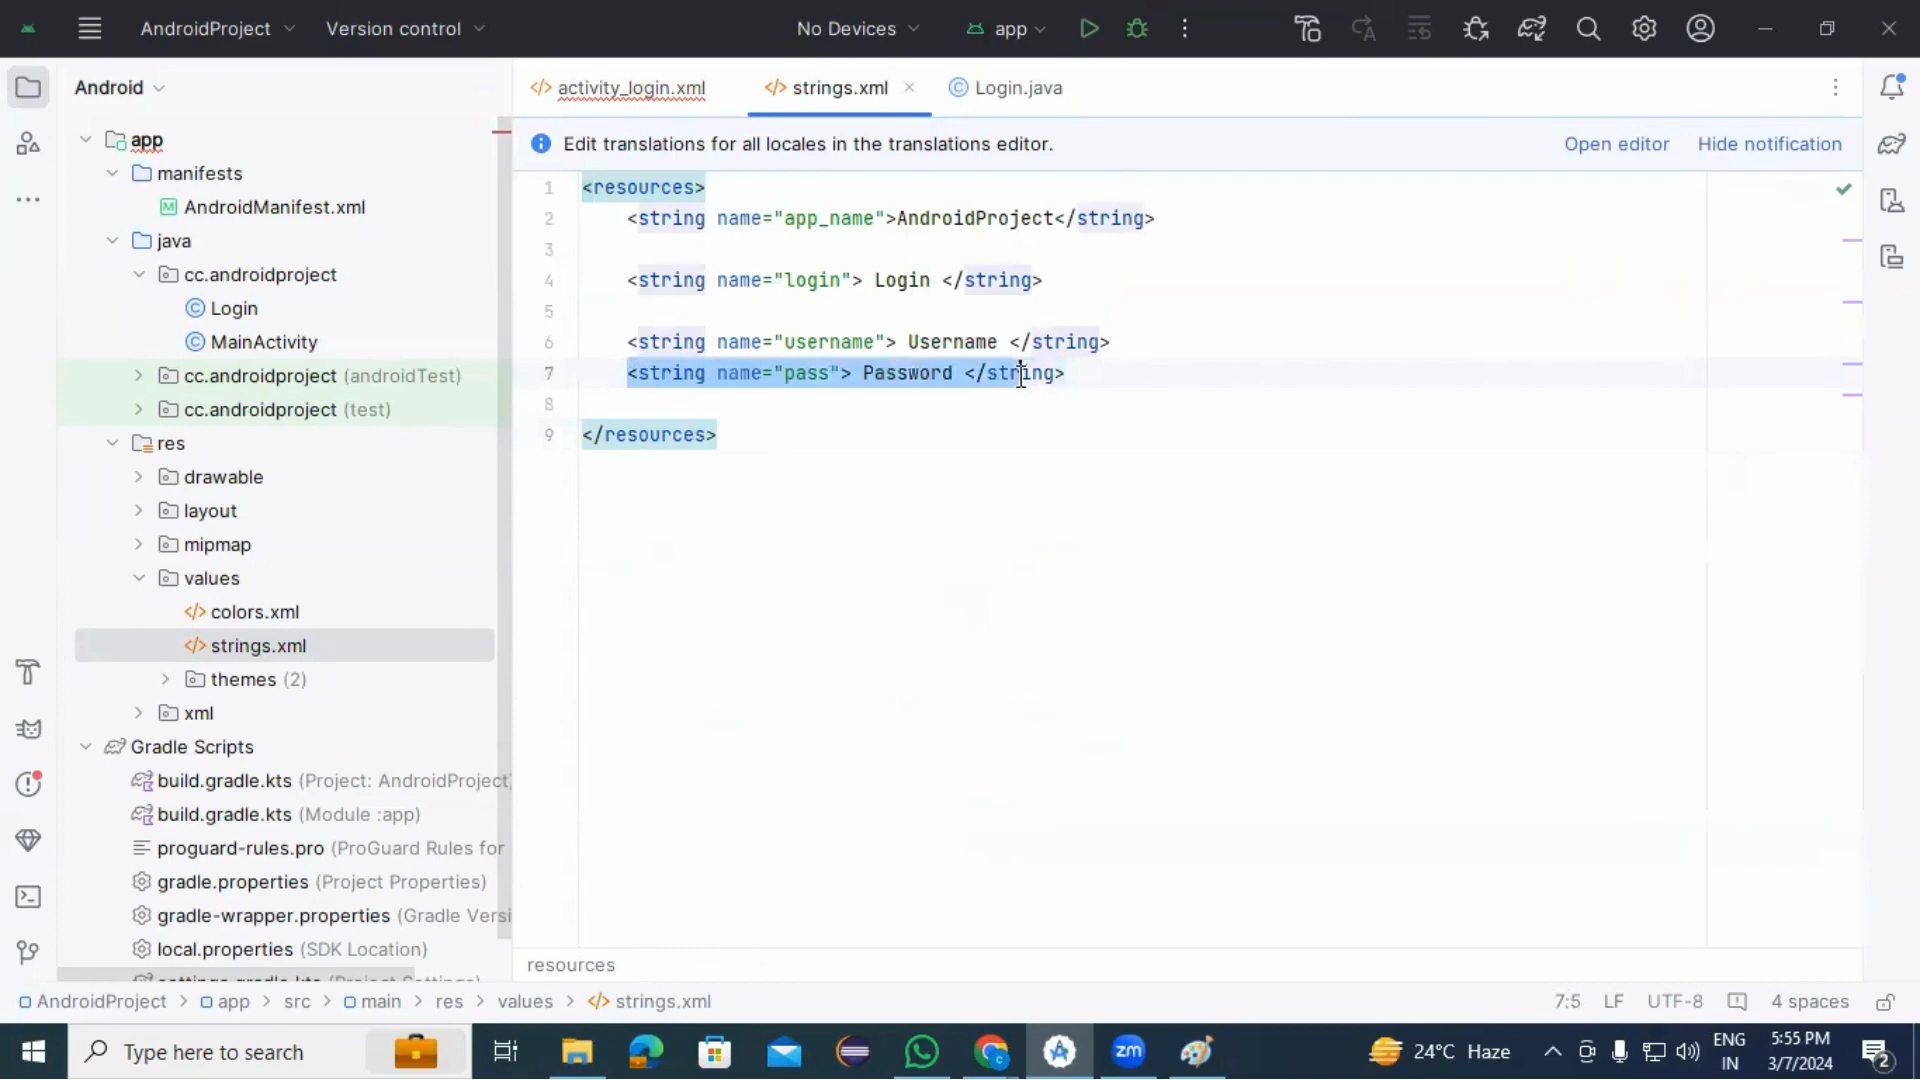 AndroidProject
Version control
No Devices
app
Android
activity_login.xml
strings.xml
Login.java
Edit translations for all locales in the translations editor.
Open editor
Hide notification
app
manifests
AndroidManifest.xml
java
cc.androidproject
Login
MainActivity
cc.androidproject (androidTest)
cc.androidproject (test)
res
drawable
layout
mipmap
values
colors.xml
strings.xml
themes (2)
xml
Gradle Scripts
build.gradle.kts (Project: AndroidProject)
build.gradle.kts (Module :app)
proguard-rules.pro (ProGuard Rules for
gradle.properties (Project Properties)
gradle-wrapper.properties (Gradle Versi
local.properties (SDK Location)
settings.gradle.kts (Project Settings)
1 <resources>
2 <string name="app_name">AndroidProject</string>
3
4 <string name="login"> Login </string>
5
6 <string name="username"> Username </string>
7 <string name="pass"> Password </string>
8
9 </resources>
resources
AndroidProject > app > src > main > res > values > strings.xml
7:5 LF UTF-8 4 spaces
Type here to search
zm
24°C Haze
ENG
IN
5:55 PM
3/7/2024
2